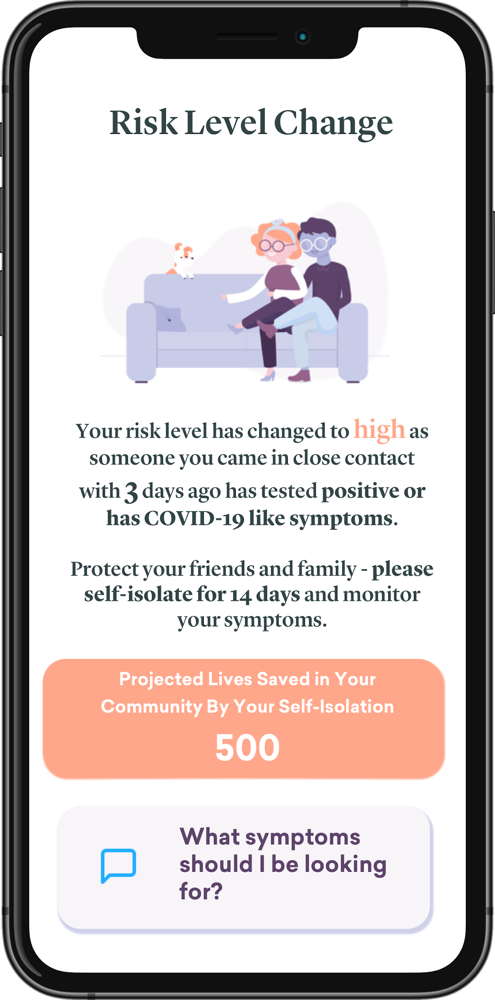 Risk Level Change
Your risk level has changed to high as
someone you came in close contact
with 3 days ago has tested positive or
has COVID-19 like symptoms.
Protect your friends and family - please
self-isolate for 14 days and monitor
your symptoms.
Projected Lives Saved in Your
Community By Your Self-Isolation
500
What symptoms
should I be looking
for?